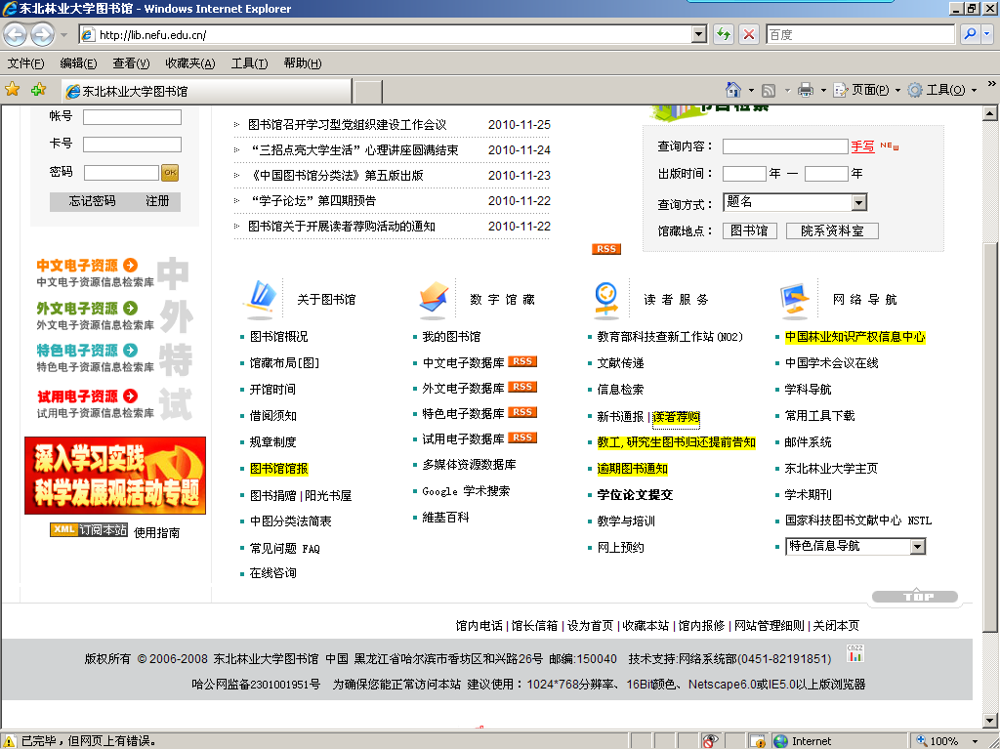 东北林业大学图书馆 - Windows Internet Explorer
http://lib.nefu.edu.cn/
百度
文件(F) 编辑(E) 查看(V) 收藏夹(A) 工具(T) 帮助(H)
东北林业大学图书馆
页面(P) 工具(O) »
帐号
卡号
密码 OK
忘记密码 注册
图书馆召开学习型党组织建设工作会议 2010-11-25
“三招点亮大学生活”心理讲座圆满结束 2010-11-24
《中国图书馆分类法》第五版出版 2010-11-23
“学子论坛”第四期预告 2010-11-22
图书馆关于开展读者荐购活动的通知 2010-11-22
RSS
书目检索
查询内容： 手写 NEW
出版时间： 年 — 年
查询方式： 题名
馆藏地点： 图书馆 院系资料室
中文电子资源 中
中文电子资源信息检索库
外文电子资源 外
外文电子资源信息检索库
特色电子资源 特
特色电子资源信息检索库
试用电子资源 试
试用电子资源信息检索库
深入学习实践
科学发展观活动专题
XML 订阅本站 使用指南
关于图书馆
图书馆概况
馆藏布局[图]
开馆时间
借阅须知
规章制度
图书馆馆报
图书捐赠|阳光书屋
中图分类法简表
常见问题 FAQ
在线咨询
数字馆藏
我的图书馆
中文电子数据库 RSS
外文电子数据库 RSS
特色电子数据库 RSS
试用电子数据库 RSS
多媒体资源数据库
Google 学术搜索
維基百科
读者服务
教育部科技查新工作站(N02)
文献传递
信息检索
新书通报|读者荐购
教工,研究生图书归还提前告知
逾期图书通知
学位论文提交
教学与培训
网上预约
网络导航
中国林业知识产权信息中心
中国学术会议在线
学科导航
常用工具下载
邮件系统
东北林业大学主页
学术期刊
国家科技图书文献中心 NSTL
特色信息导航
TOP
馆内电话|馆长信箱|设为首页|收藏本站|馆内报修|网站管理细则|关闭本页
版权所有 © 2006-2008 东北林业大学图书馆 中国 黑龙江省哈尔滨市香坊区和兴路26号 邮编:150040 技术支持:网络系统部(0451-82191851) CNZZ
哈公网监备2301001951号 为确保您能正常访问本站 建议使用：1024*768分辨率、16Bit颜色、Netscape6.0或IE5.0以上版浏览器
已完毕，但网页上有错误。 Internet 100%